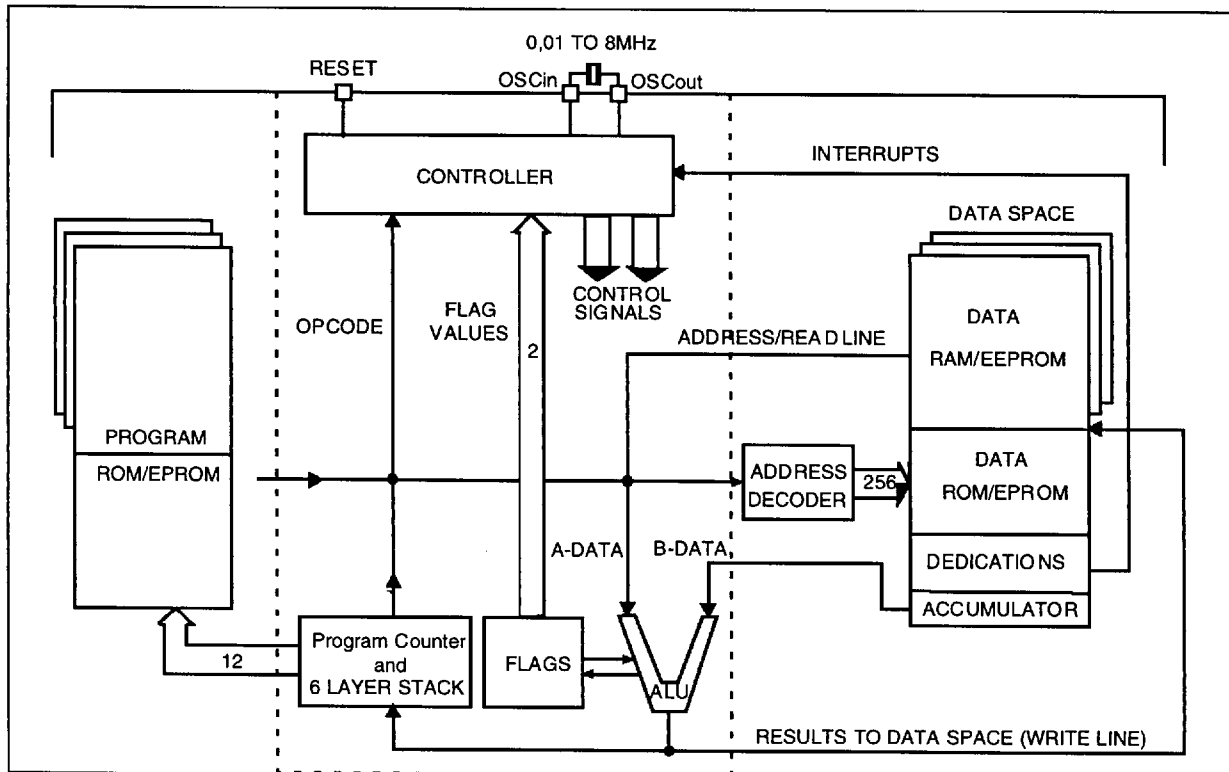 0,01 TO 8MHz
RESET
OSCin
OSCout
INTERRUPTS
CONTROLLER
DATA SPACE
OPCODE
FLAG
VALUES
2
CONTROL
SIGNALS
ADDRESS/READ LINE
DATA
RAM/EEPROM
PROGRAM
ROM/EPROM
ADDRESS
DECODER
256
DATA
ROM/EPROM
A-DATA
B-DATA
DEDICATIONS
ACCUMULATOR
12
Program Counter
and
6 LAYER STACK
FLAGS
ALU
RESULTS TO DATA SPACE (WRITE LINE)